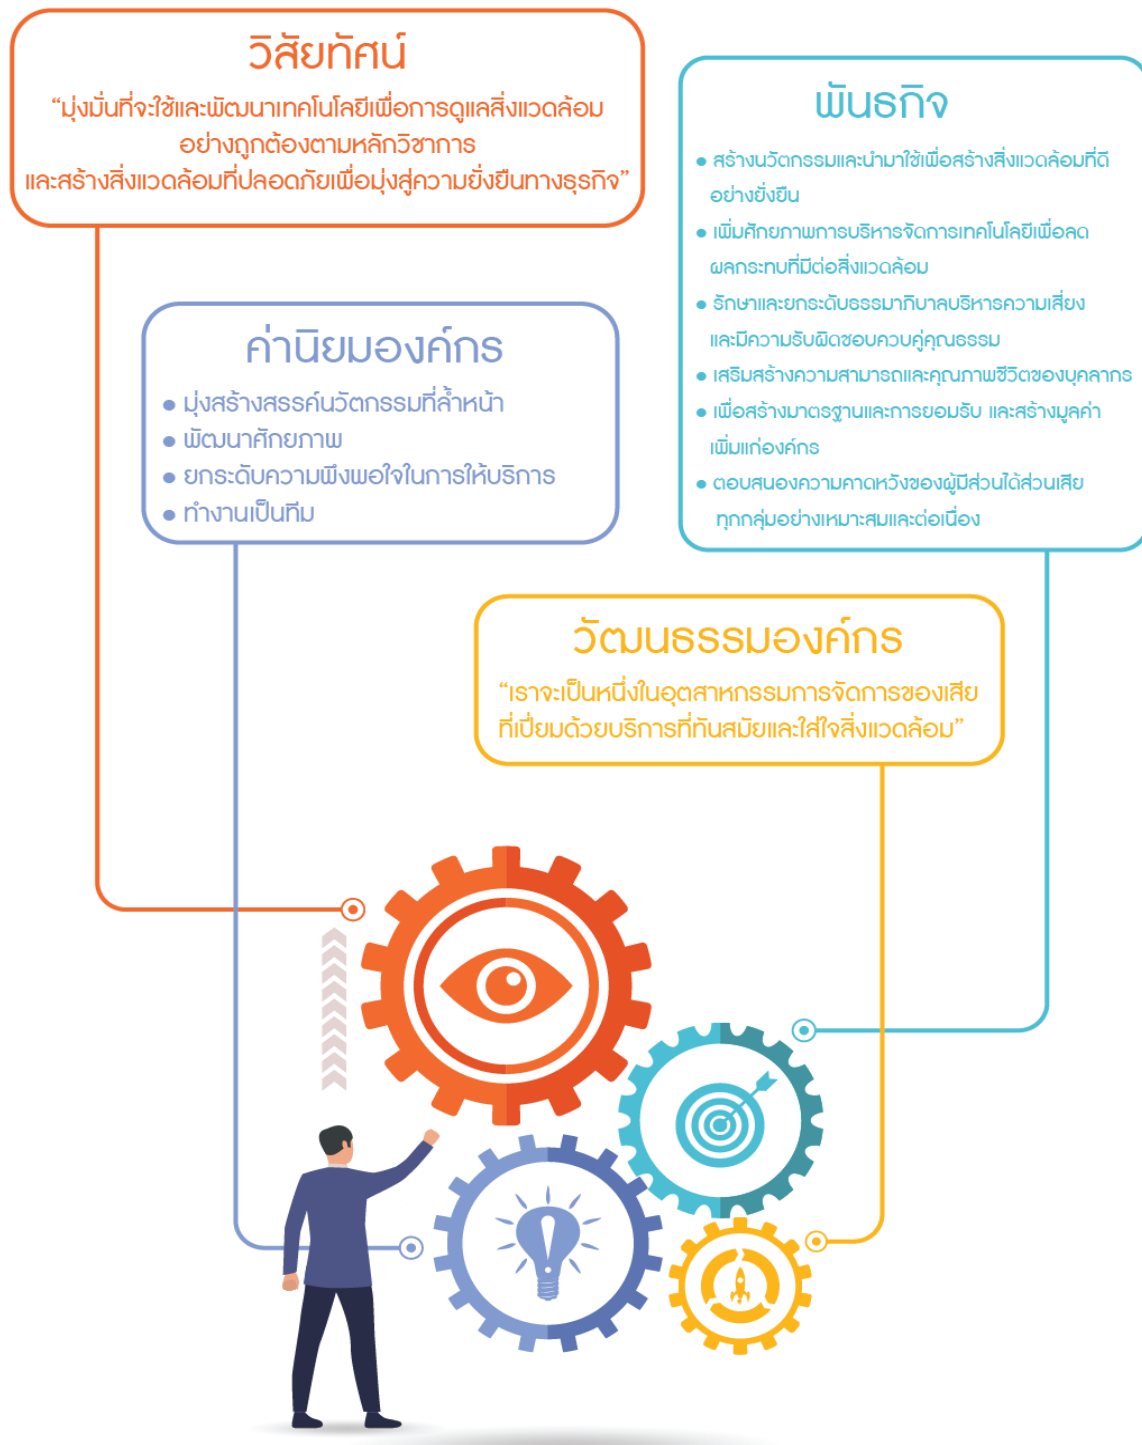 วิสัยทัศน์
“มุ่งมั่นที่จะใช้และพัฒนาเทคโนโลยีเพื่อการดูแลสิ่งแวดล้อม
อย่างถูกต้องตามหลักวิชาการ
และสร้างสิ่งแวดล้อมที่ปลอดภัยเพื่อมุ่งสู่ความยั่งยืนทางธุรกิจ”
พันธกิจ
● สร้างนวัตกรรมและนำมาใช้เพื่อสร้างสิ่งแวดล้อมที่ดี
อย่างยั่งยืน
● เพิ่มศักยภาพการบริหารจัดการเทคโนโลยีเพื่อลด
ผลกระทบที่มีต่อสิ่งแวดล้อม
● รักษาและยกระดับธรรมาภิบาลบริหารความเสี่ยง
และมีความรับผิดชอบควบคู่คุณธรรม
● เสริมสร้างความสามารถและคุณภาพชีวิตของบุคลากร
● เพื่อสร้างมาตรฐานและการยอมรับ และสร้างมูลค่า
เพิ่มแก่องค์กร
● ตอบสนองความคาดหวังของผู้มีส่วนได้ส่วนเสีย
ทุกกลุ่มอย่างเหมาะสมและต่อเนื่อง
ค่านิยมองค์กร
● มุ่งสร้างสรรค์นวัตกรรมที่ล้ำหน้า
● พัฒนาศักยภาพ
● ยกระดับความพึงพอใจในการให้บริการ
● ทำงานเป็นทีม
วัฒนธรรมองค์กร
“เราจะเป็นหนึ่งในอุตสาหกรรมการจัดการของเสีย
ที่เปี่ยมด้วยบริการที่ทันสมัยและใส่ใจสิ่งแวดล้อม”